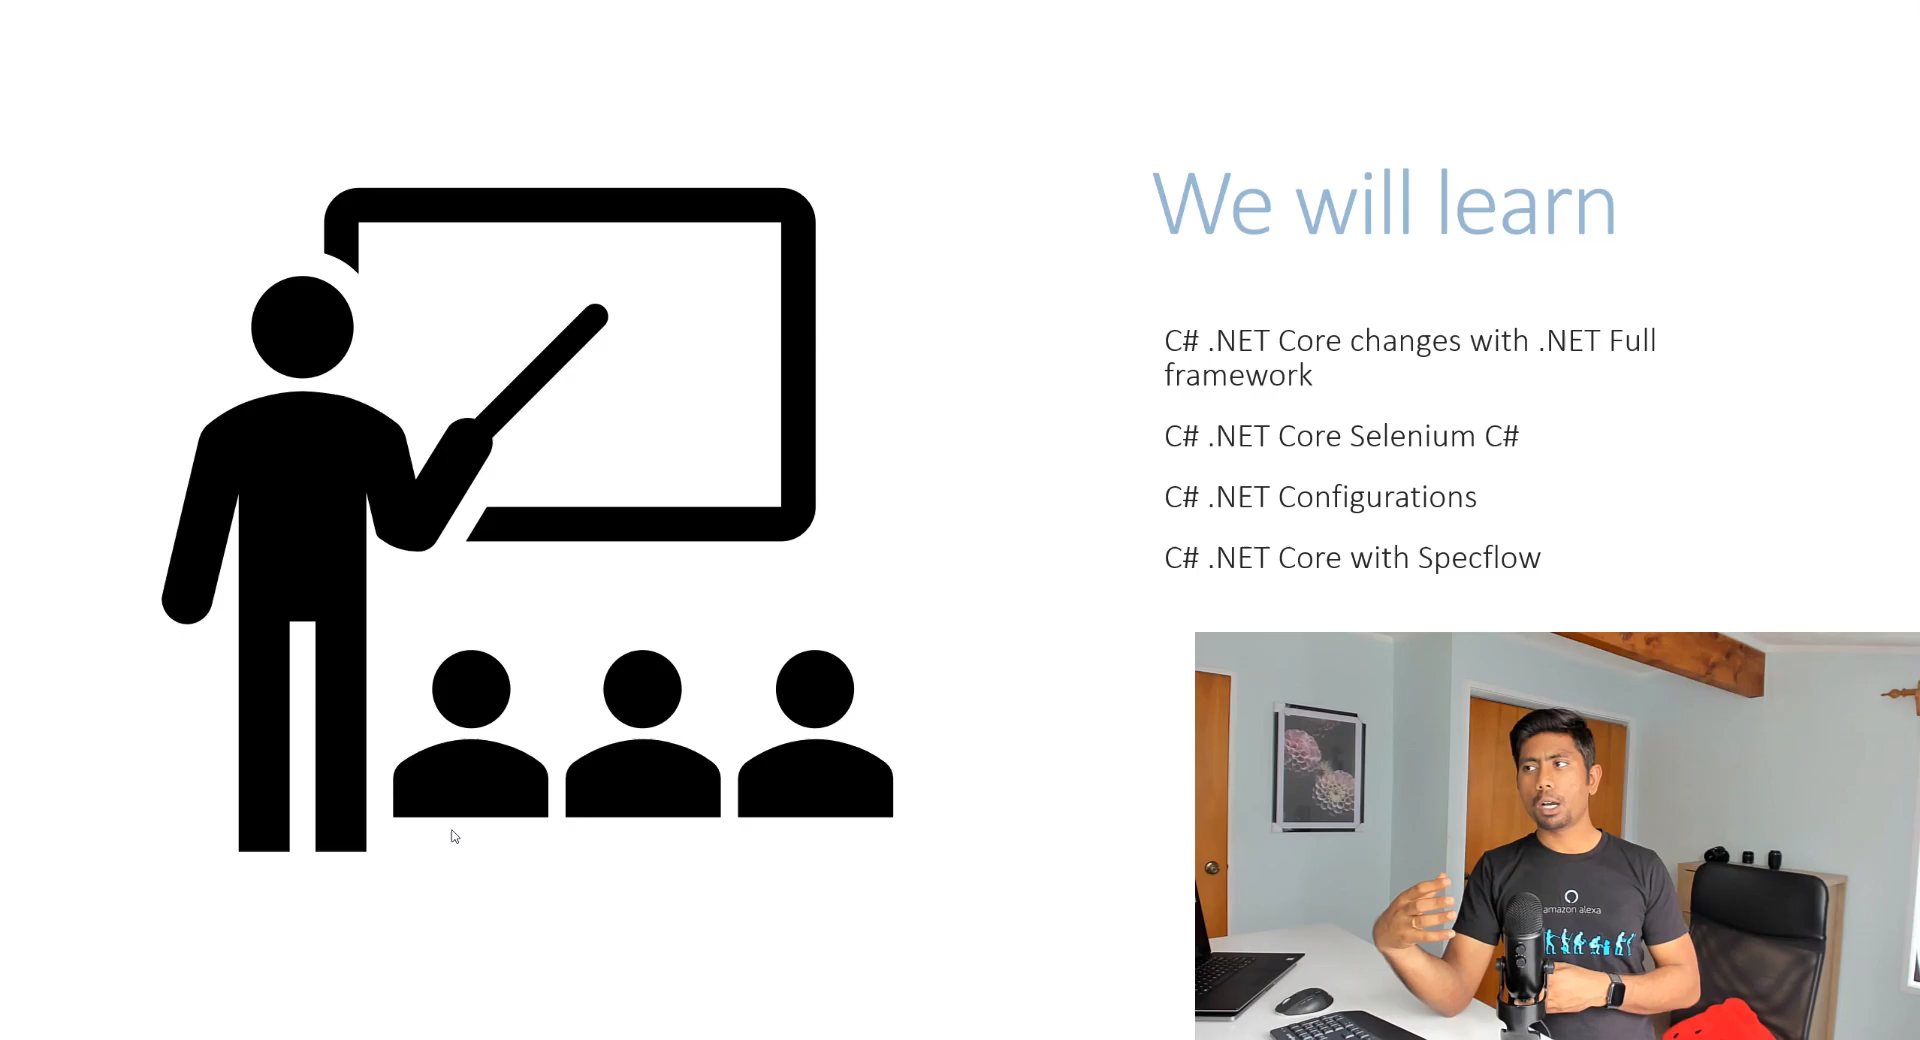 We will learn
C# .NET Core changes with .NET Full
framework
C# .NET Core Selenium C#
C# .NET Configurations
C# .NET Core with Specflow
amazon alexa